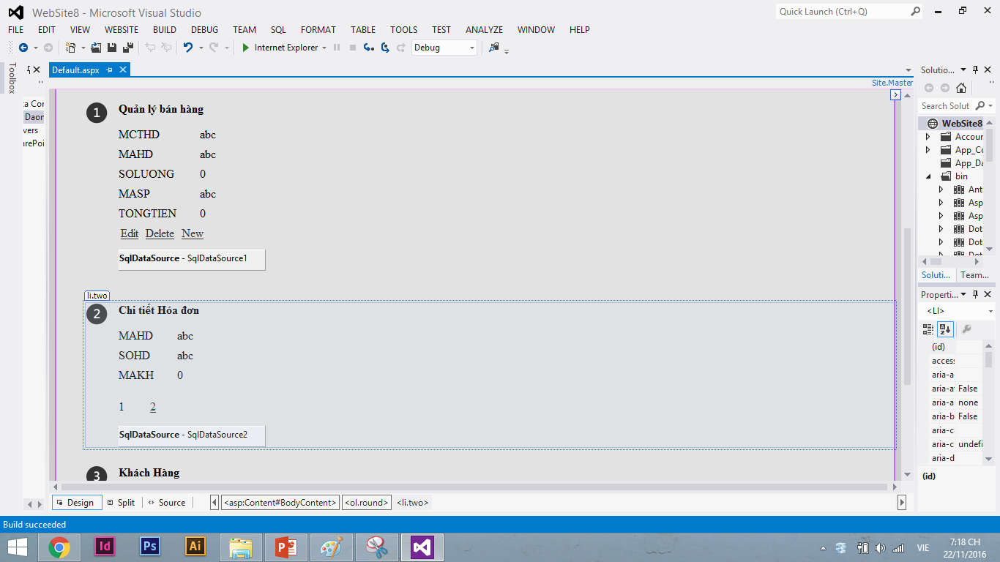 WebSite8 - Microsoft Visual Studio
Quick Launch (Ctrl+Q)
FILE EDIT VIEW WEBSITE BUILD DEBUG TEAM SQL FORMAT TABLE TOOLS TEST ANALYZE WINDOW HELP
Internet Explorer Debug
Toolbox
ta Cor
Daor
vers
arePoi
Default.aspx
Site.Master
1 Quản lý bán hàng
MCTHD abc
MAHD abc
SOLUONG 0
MASP abc
TONGTIEN 0
Edit Delete New
SqlDataSource - SqlDataSource1
li.two
2 Chi tiết Hóa đơn
MAHD abc
SOHD abc
MAKH 0
1 2
SqlDataSource - SqlDataSource2
3 Khách Hàng
Design Split Source <asp:Content#BodyContent> <ol.round> <li.two>
Solutio...
Search Solut
WebSite8
Accour
App_Co
App_Da
bin
Ant
Asp
Asp
Dot
Dot
Dot
Soluti... Team...
Properti...
<LI>
(id)
access
aria-a
aria-a False
aria-a none
aria-b False
aria-c
aria-c undefi
aria-d
(id)
Build succeeded
Id Ps Ai
VIE
7:18 CH
22/11/2016